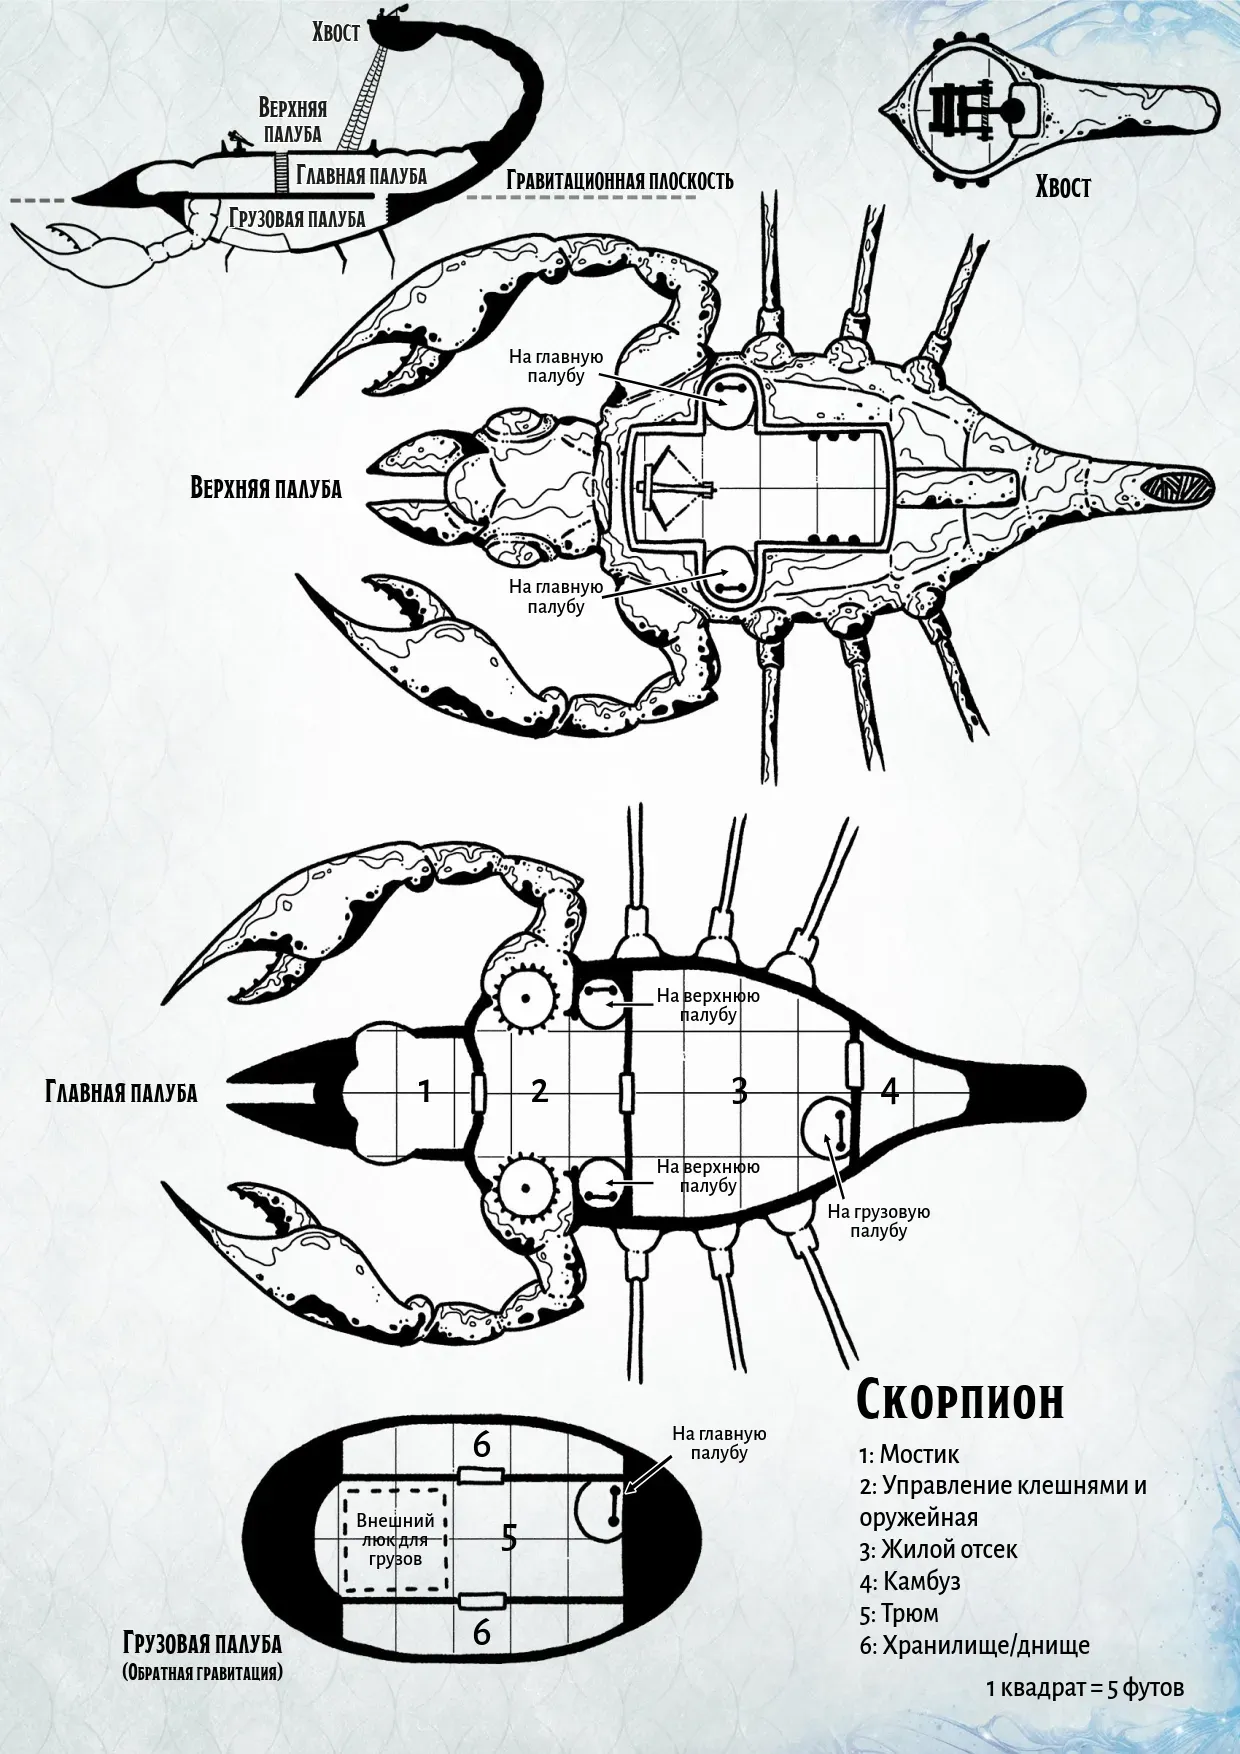 Хвост
Верхняя
палуба
Главная палуба
Гравитационная плоскость
Грузовая палуба
Хвост
На главную
палубу
Верхняя палуба
На главную
палубу
На верхнюю
палубу
Главная палуба
1
2
3
4
На верхнюю
палубу
На грузовую
палубу
Скорпион
1: Мостик
2: Управление клешнями и
оружейная
3: Жилой отсек
4: Камбуз
5: Трюм
6: Хранилище/днище
1 квадрат = 5 футов
На главную
палубу
6
Внешний
люк для
грузов
5
6
Грузовая палуба
(Обратная гравитация)